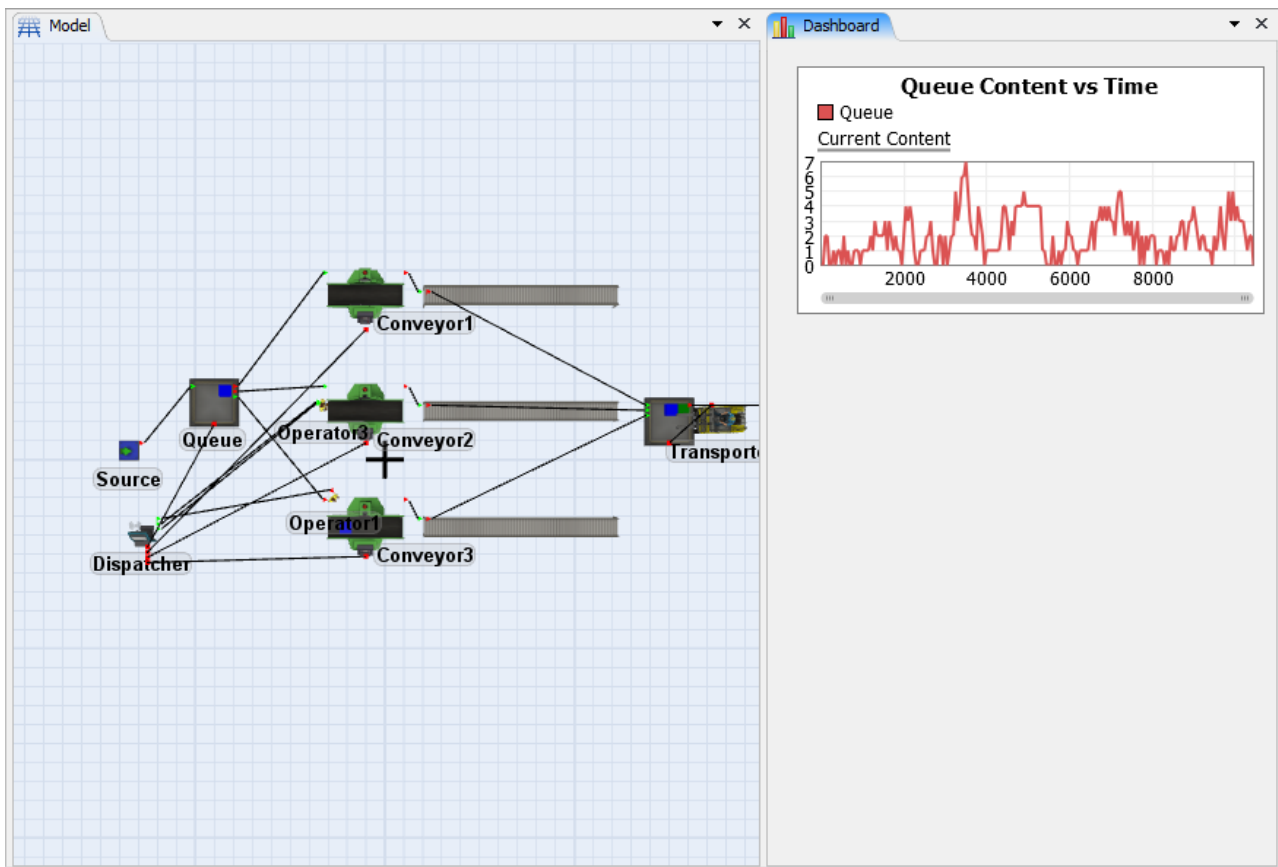 Model
Dashboard
Queue Content vs Time
Queue
Current Content
7
6
5
4
3
2
1
0
2000
4000
6000
8000
Conveyor1
Queue
Operator3
Conveyor2
Source
Transporte
Operator1
Dispatcher
Conveyor3